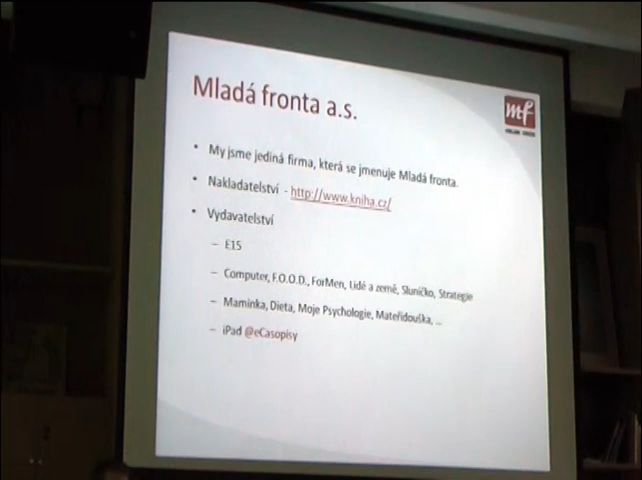 Mladá fronta a.s.
mf
• My jsme jediná firma, která se jmenuje Mladá fronta.
• Nakladatelství - http://www.kniha.cz/
• Vydavatelství
– E15
– Computer, F.O.O.D., ForMen, Lidé a země, Sluníčko, Strategie
– Maminka, Dieta, Moje Psychologie, Mateřídouška, ...
– iPad @eCasopisy